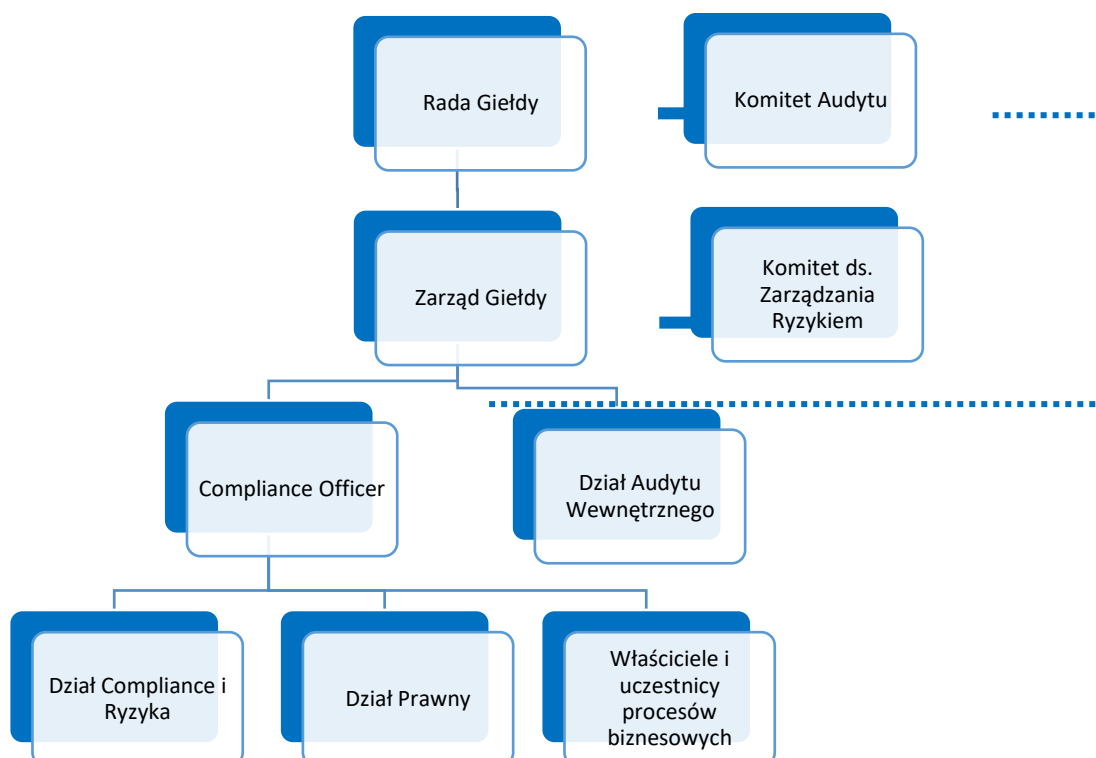 Rada Giełdy
Komitet Audytu
Zarząd Giełdy
Komitet ds.
Zarządzania
Ryzykiem
Compliance Officer
Dział Audytu
Wewnętrznego
Dział Compliance i
Ryzyka
Dział Prawny
Właściciele i
uczestnicy
procesów
biznesowych